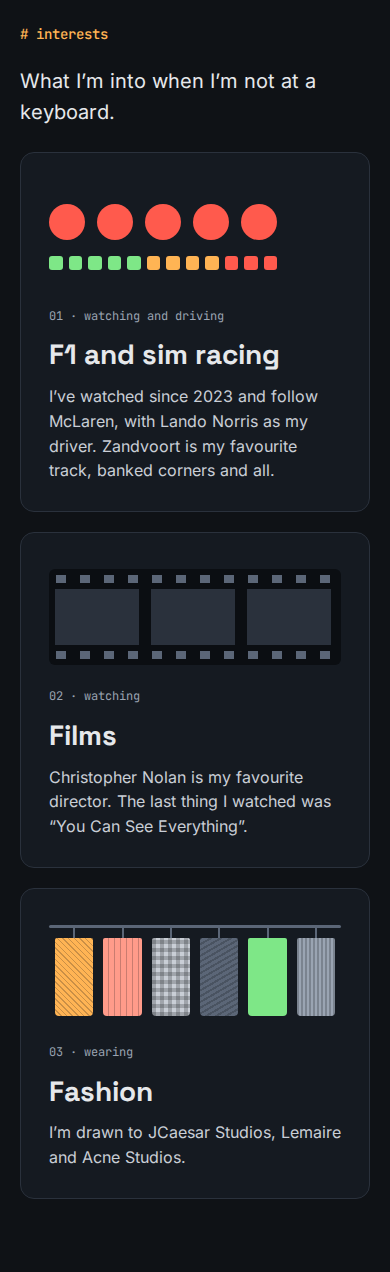 # interests
What I’m into when I’m not at a
keyboard.
01 · watching and driving
F1 and sim racing
I’ve watched since 2023 and follow
McLaren, with Lando Norris as my
driver. Zandvoort is my favourite
track, banked corners and all.
02 · watching
Films
Christopher Nolan is my favourite
director. The last thing I watched was
“You Can See Everything”.
03 · wearing
Fashion
I’m drawn to JCaesar Studios, Lemaire
and Acne Studios.